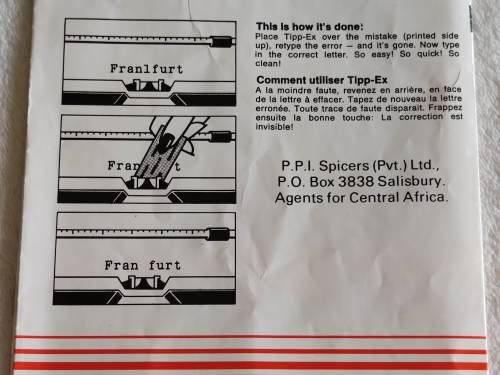 Franlfurt
Fran
rt
Fran furt
This is how it's done:
Place Tipp-Ex over the mistake (printed side
up), retype the error — and it's gone. Now type
in the correct letter. So easy! So quick! So
clean!
Comment utiliser Tipp-Ex
A la moindre faute, revenez en arrière, en face
de la lettre à effacer. Tapez de nouveau la lettre
erronée. Toute trace de faute disparait. Frappez
ensuite la bonne touche: La correction est
invisible!
P.P.I. Spicers (Pvt.) Ltd.,
P.O. Box 3838 Salisbury.
Agents for Central Africa.